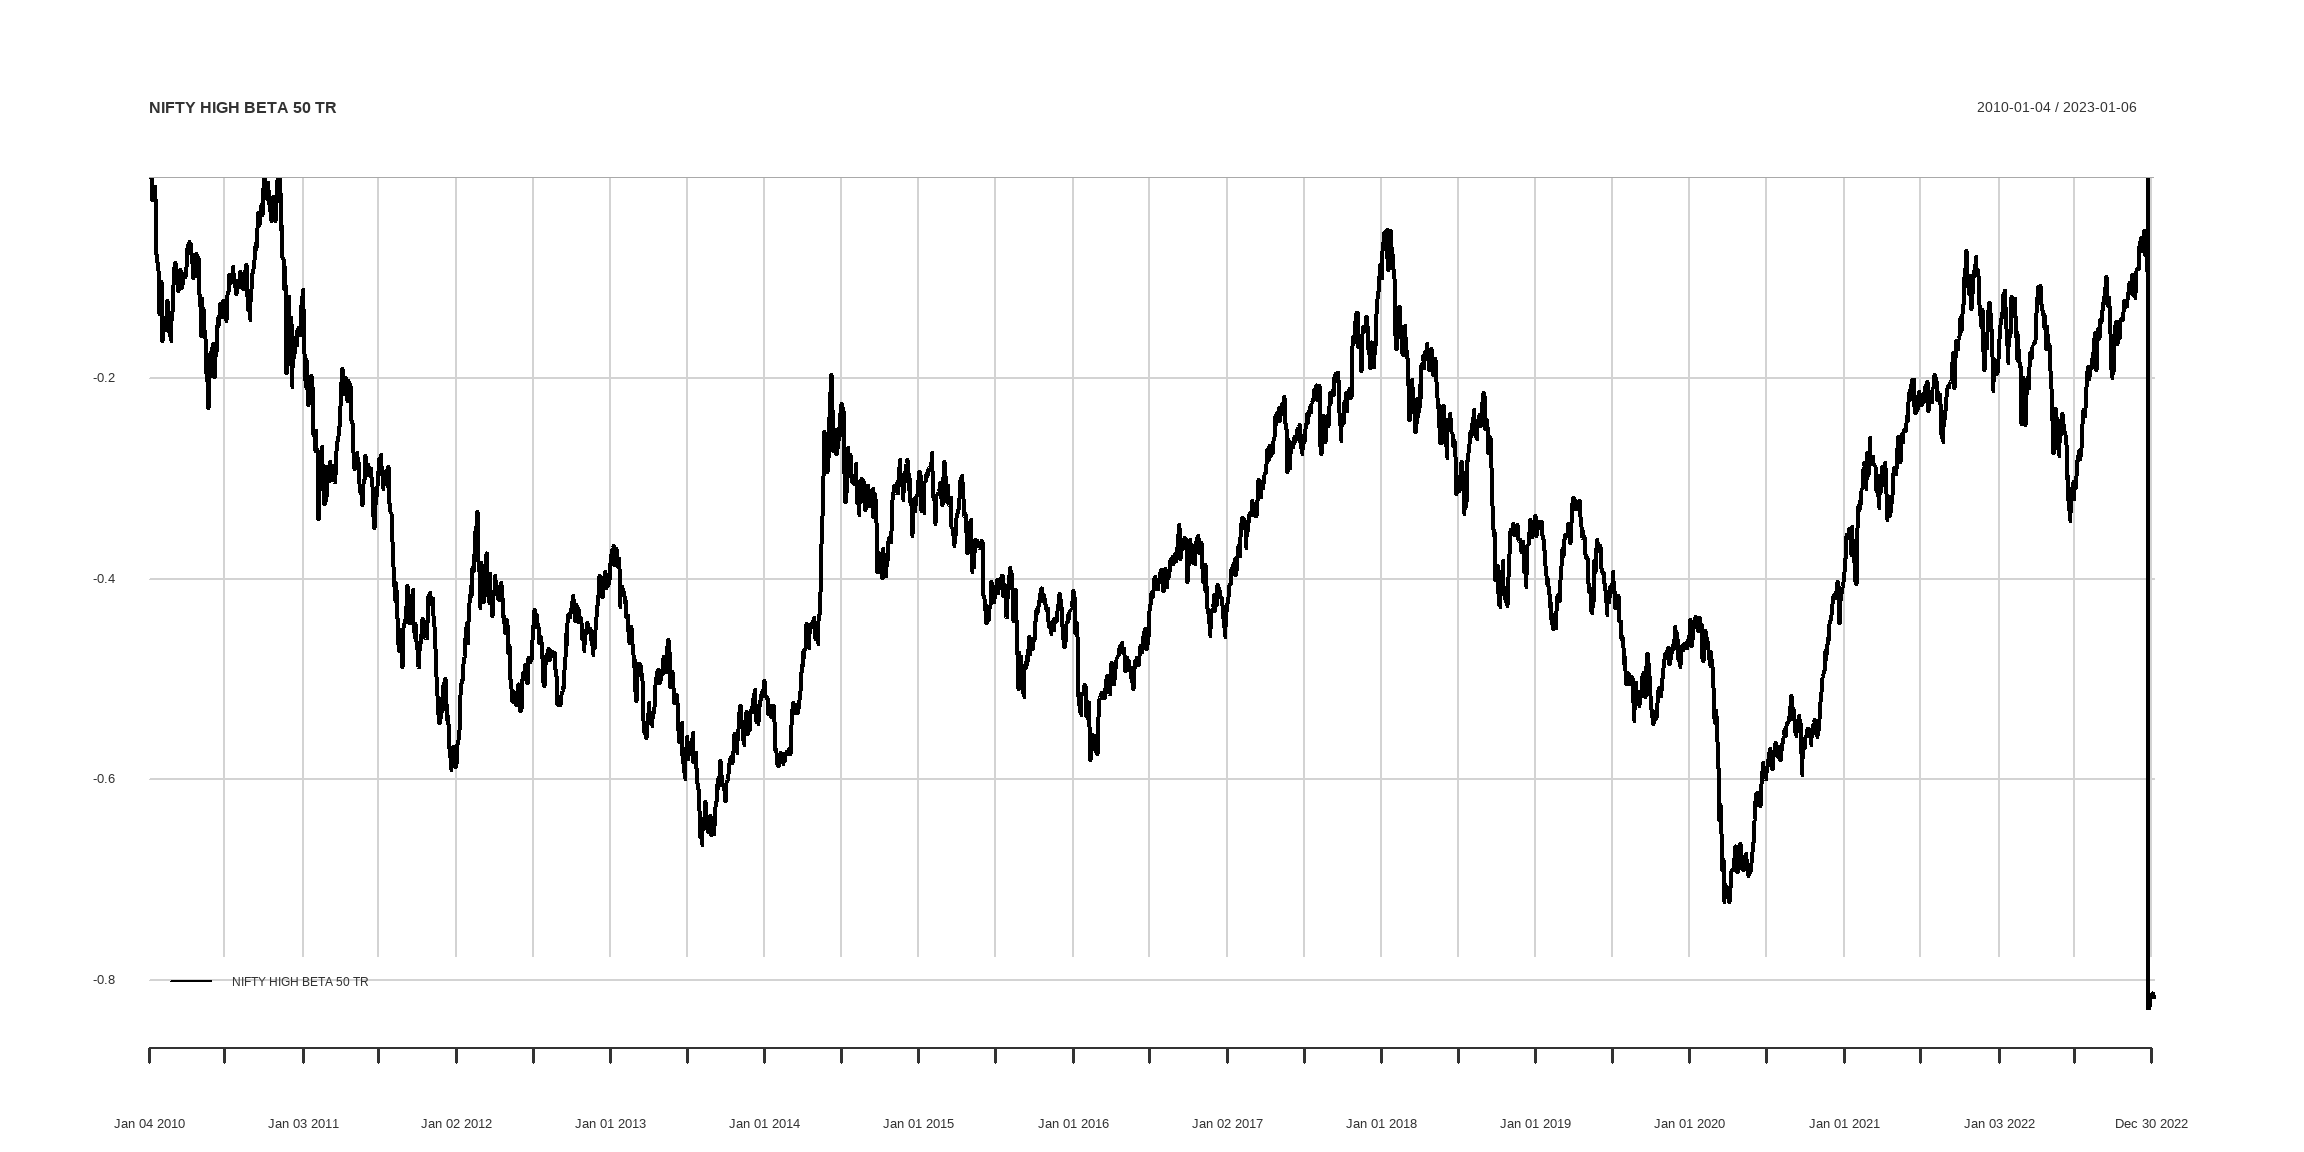 NIFTY HIGH BETA 50 TR
2010-01-04 / 2023-01-06
-0.2
-0.4
-0.6
-0.8
NIFTY HIGH BETA 50 TR
Jan 04 2010
Jan 03 2011
Jan 02 2012
Jan 01 2013
Jan 01 2014
Jan 01 2015
Jan 01 2016
Jan 02 2017
Jan 01 2018
Jan 01 2019
Jan 01 2020
Jan 01 2021
Jan 03 2022
Dec 30 2022